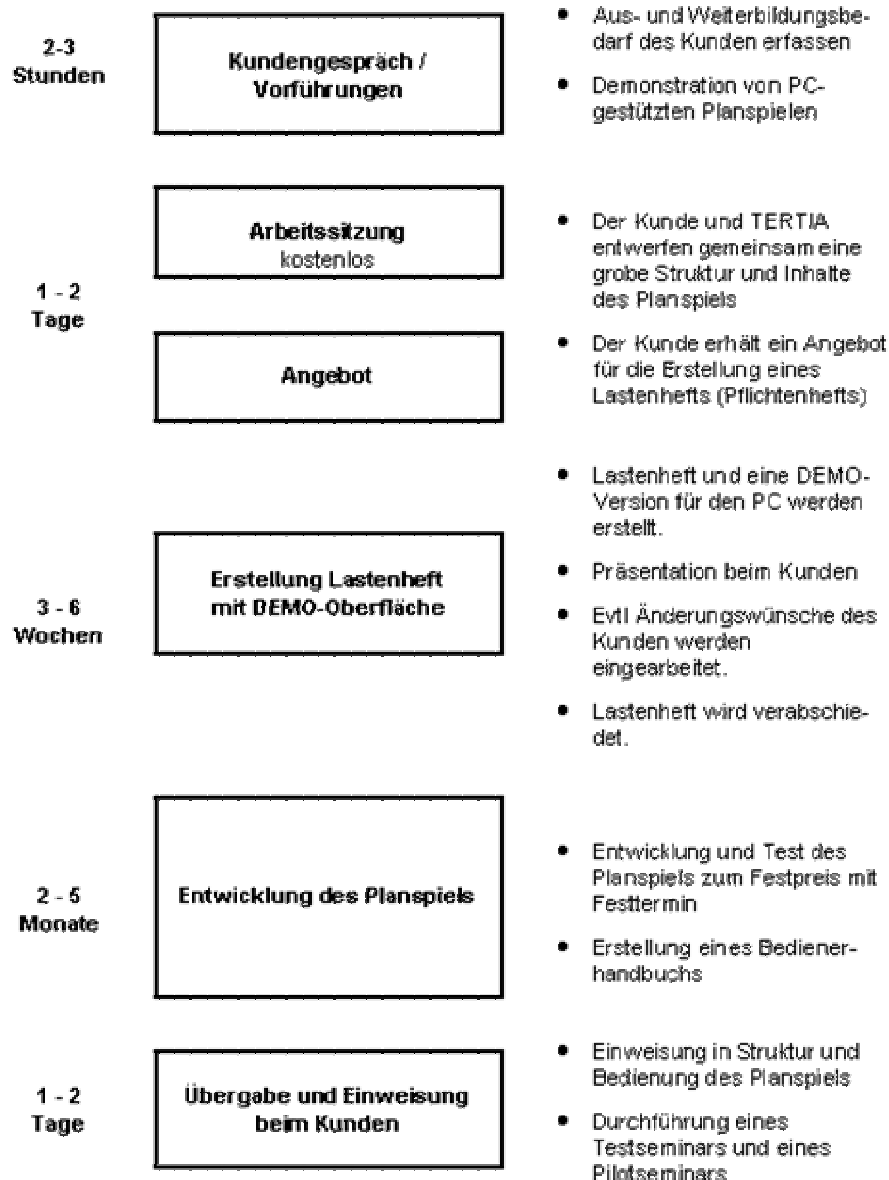 2-3
Stunden
Kundengespräch /
Vorführungen
• Aus- und Weiterbildungsbe-
darf des Kunden erfassen
• Demonstration von PC-
gestützten Planspielen
1 - 2
Tage
Arbeitssitzung
kostenlos
Angebot
• Der Kunde und TERTIA
entwerfen gemeinsam eine
grobe Struktur und Inhalte
des Planspiels
• Der Kunde erhält ein Angebot
für die Erstellung eines
Lastenhefts (Pflichtenhefts)
3 - 6
Wochen
Erstellung Lastenheft
mit DEMO-Oberfläche
• Lastenheft und eine DEMO-
Version für den PC werden
erstellt.
• Präsentation beim Kunden
• Evtl Änderungswünsche des
Kunden werden
eingearbeitet.
• Lastenheft wird verabschie-
det.
2 - 5
Monate
Entwicklung des Planspiels
• Entwicklung und Test des
Planspiels zum Festpreis mit
Festtermin
• Erstellung eines Bediener-
handbuchs
1 - 2
Tage
Übergabe und Einweisung
beim Kunden
• Einweisung in Struktur und
Bedienung des Planspiels
• Durchführung eines
Testseminars und eines
Pilotseminars